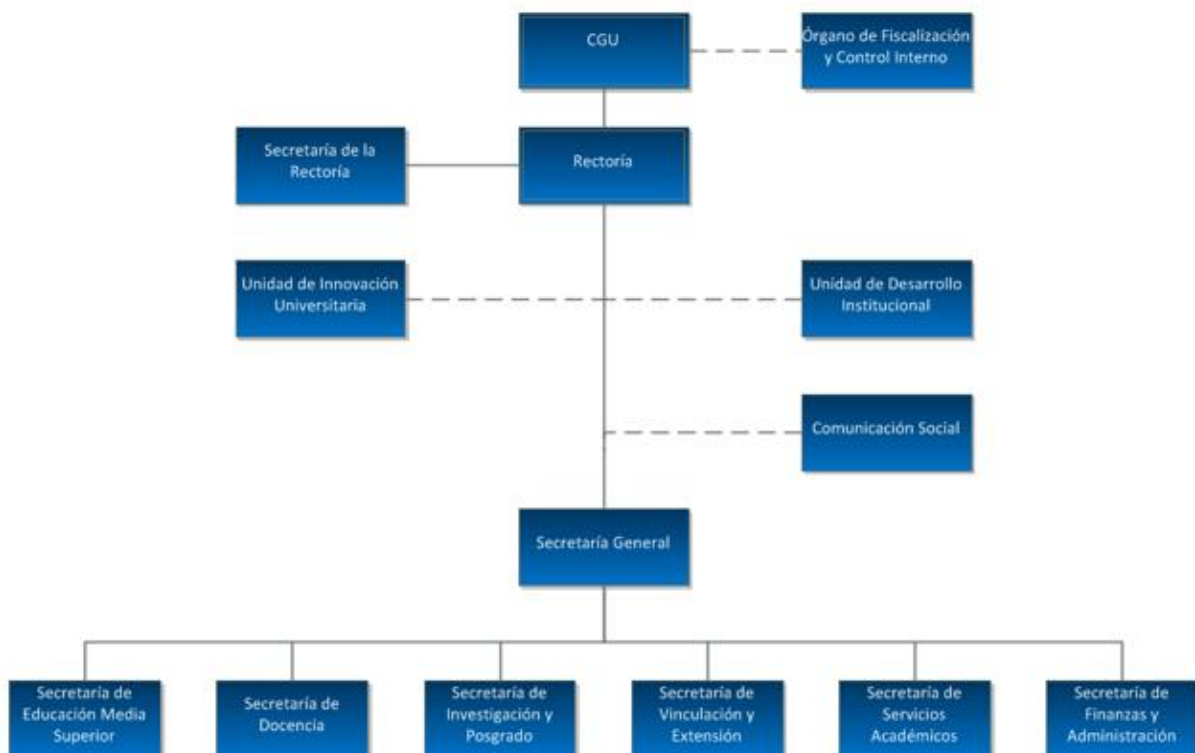 CGU
Órgano de Fiscalización
y Control Interno
Secretaría de la
Rectoría
Rectoría
Unidad de Innovación
Universitaria
Unidad de Desarrollo
Institucional
Comunicación Social
Secretaría General
Secretaría de
Educación Media
Superior
Secretaría de
Docencia
Secretaría de
Investigación y
Posgrado
Secretaría de
Vinculación y
Extensión
Secretaría de
Servicios
Académicos
Secretaría de
Finanzas y
Administración